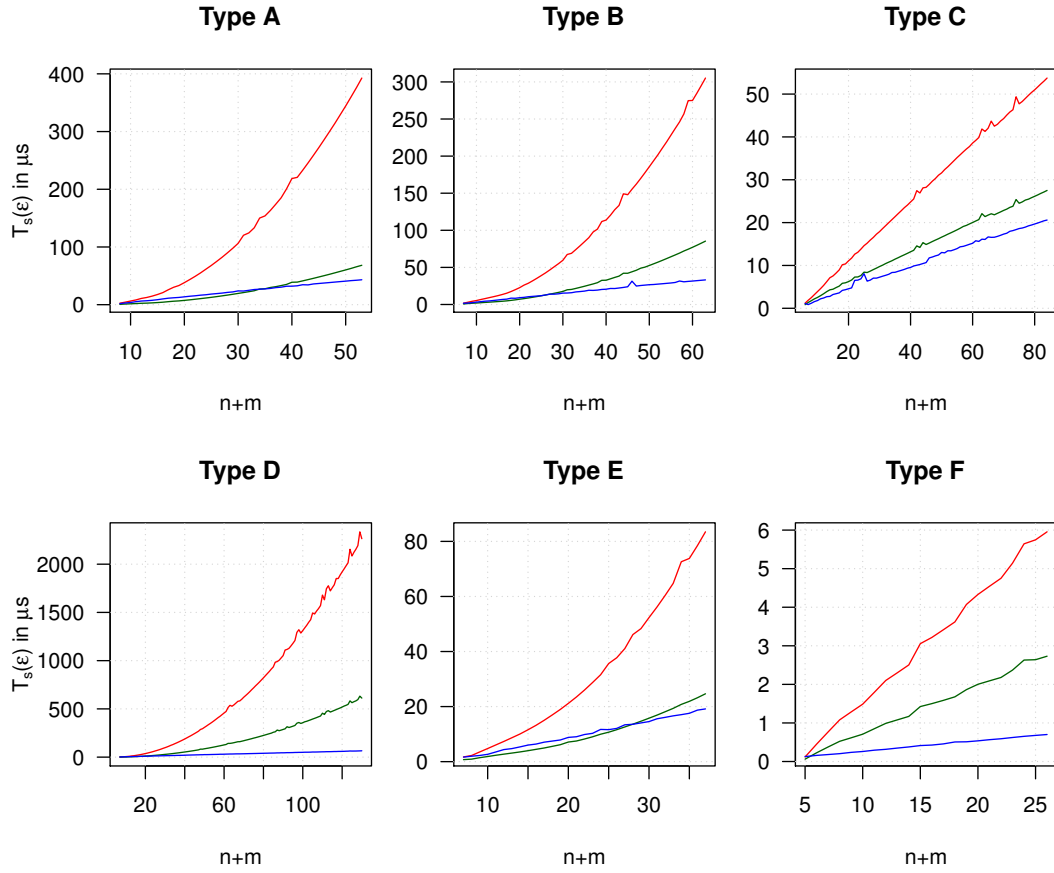 Type A
Type B
Type C
T_s(ε) in µs
400
300
200
100
0
10 20 30 40 50
n+m
300
250
200
150
100
50
0
10 20 30 40 50 60
n+m
50
40
30
20
10
0
20 40 60 80
n+m
Type D
Type E
Type F
T_s(ε) in µs
2000
1500
1000
500
0
20 60 100
n+m
80
60
40
20
0
10 20 30
n+m
6
5
4
3
2
1
0
5 10 15 20 25
n+m